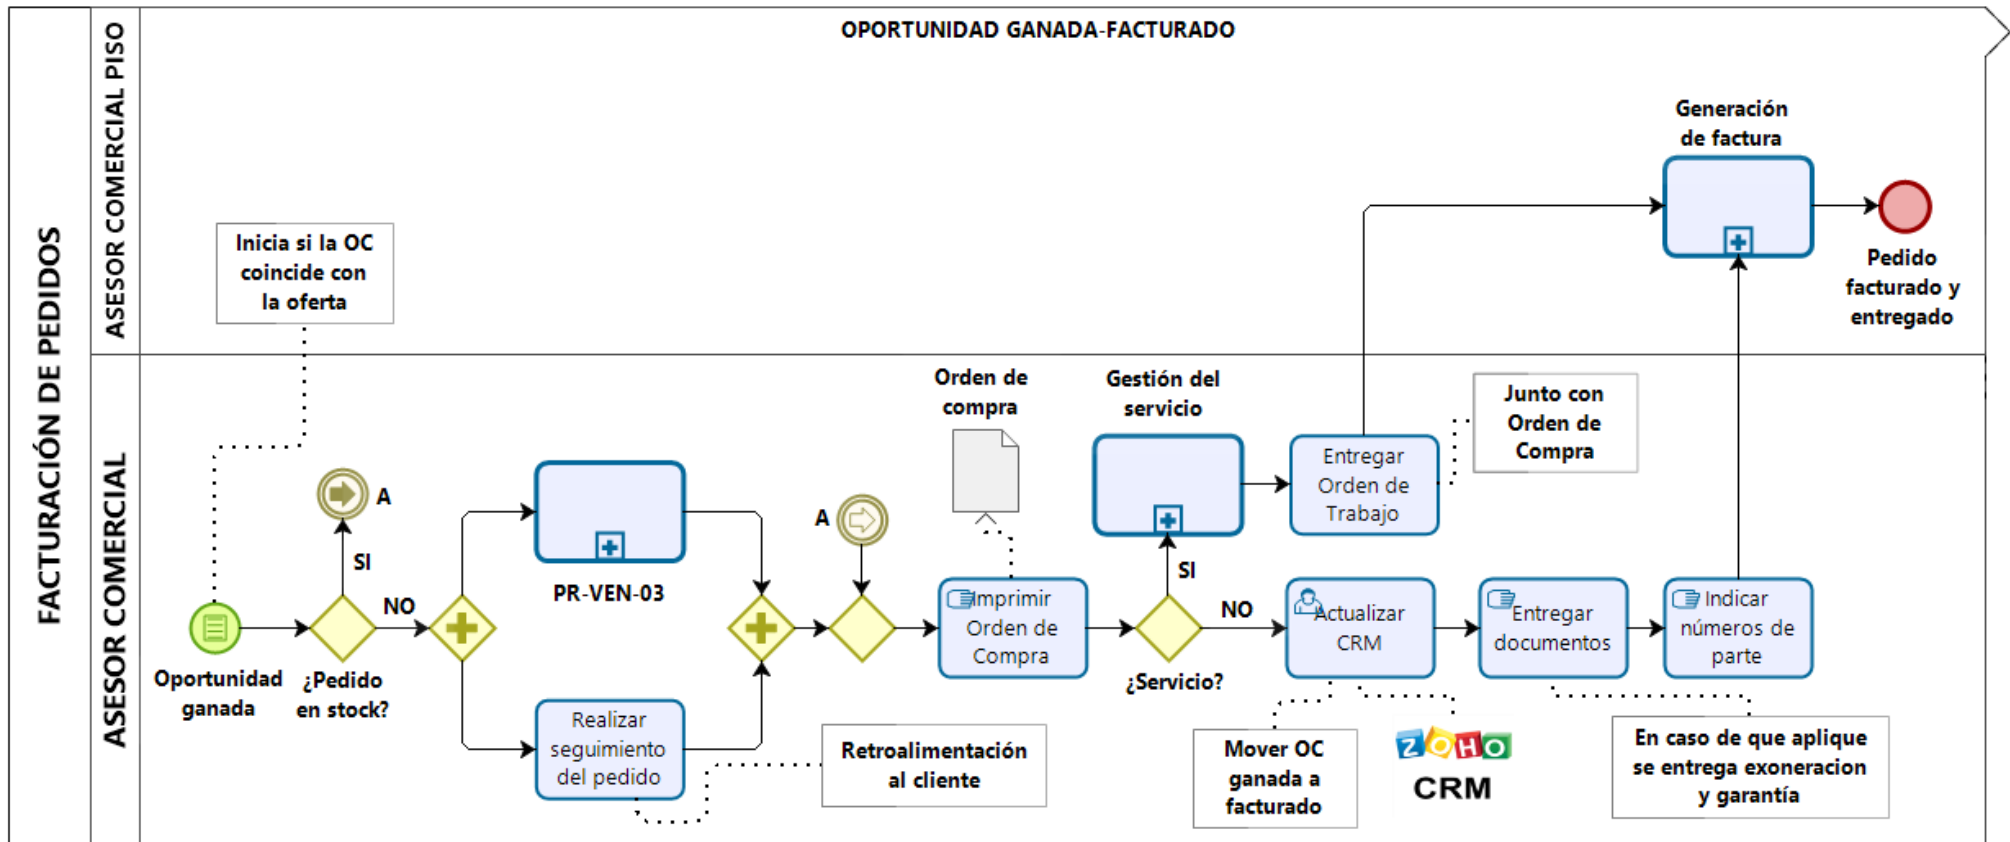 OPORTUNIDAD GANADA-FACTURADO
FACTURACIÓN DE PEDIDOS
ASESOR COMERCIAL PISO
ASESOR COMERCIAL
Generación
de factura
Pedido
facturado y
entregado
Inicia si la OC
coincide con
la oferta
Oportunidad
ganada
¿Pedido
en stock?
SI
A
NO
PR-VEN-03
Realizar
seguimiento
del pedido
Retroalimentación
al cliente
A
Orden de
compra
Imprimir
Orden de
Compra
¿Servicio?
SI
NO
Gestión del
servicio
Entregar
Orden de
Trabajo
Junto con
Orden de
Compra
Actualizar
CRM
Mover OC
ganada a
facturado
ZOHO
CRM
Entregar
documentos
En caso de que aplique
se entrega exoneracion
y garantía
Indicar
números de
parte